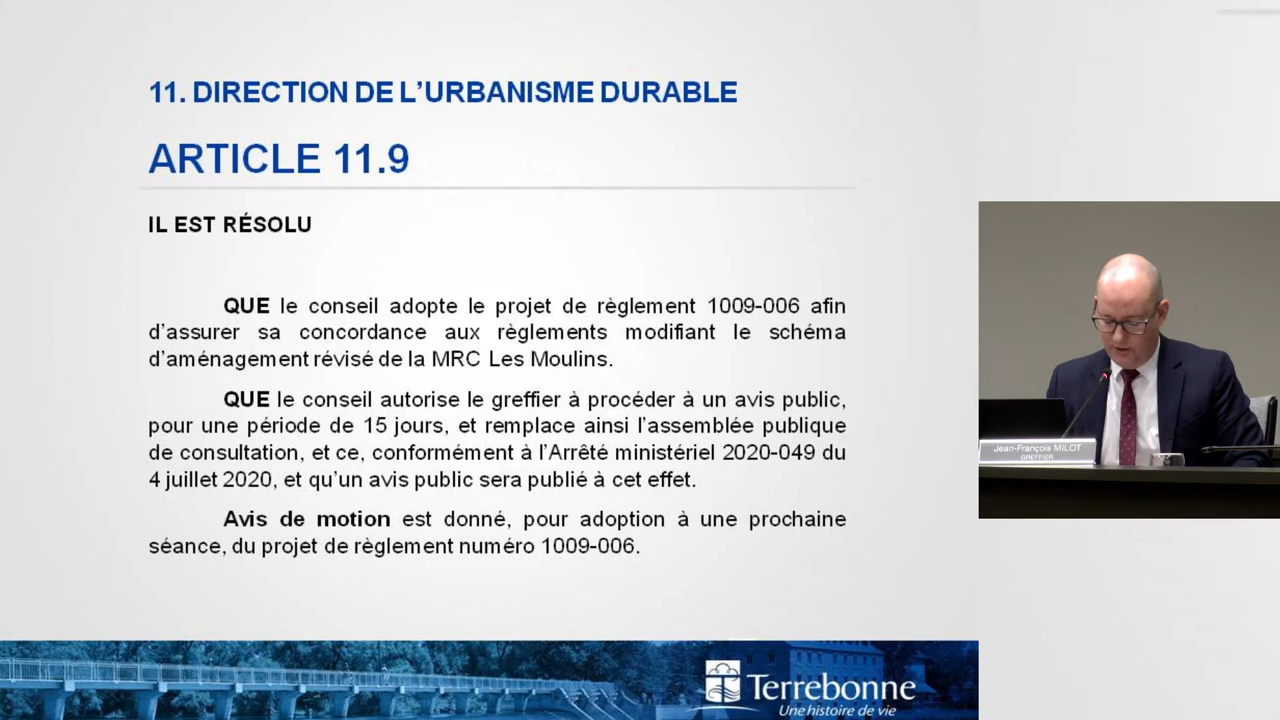 11. DIRECTION DE L’URBANISME DURABLE
ARTICLE 11.9
IL EST RÉSOLU
QUE le conseil adopte le projet de règlement 1009-006 afin
d’assurer sa concordance aux règlements modifiant le schéma
d’aménagement révisé de la MRC Les Moulins.
QUE le conseil autorise le greffier à procéder à un avis public,
pour une période de 15 jours, et remplace ainsi l’assemblée publique
de consultation, et ce, conformément à l’Arrêté ministériel 2020-049 du
4 juillet 2020, et qu’un avis public sera publié à cet effet.
Avis de motion est donné, pour adoption à une prochaine
séance, du projet de règlement numéro 1009-006.
Jean-François MILOT
GREFFIER
Terrebonne
Une histoire de vie